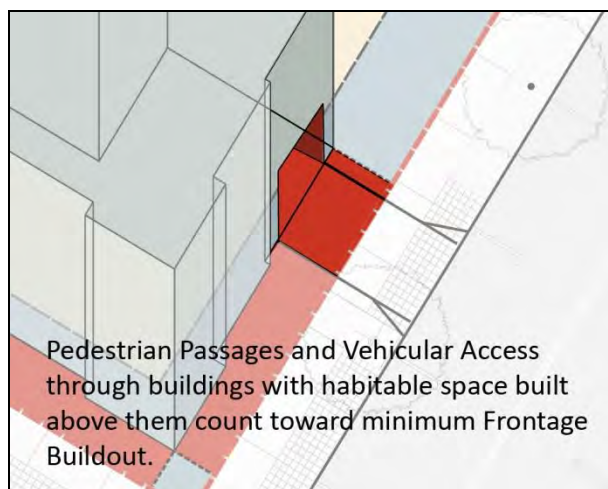 Pedestrian Passages and Vehicular Access
through buildings with habitable space built
above them count toward minimum Frontage
Buildout.